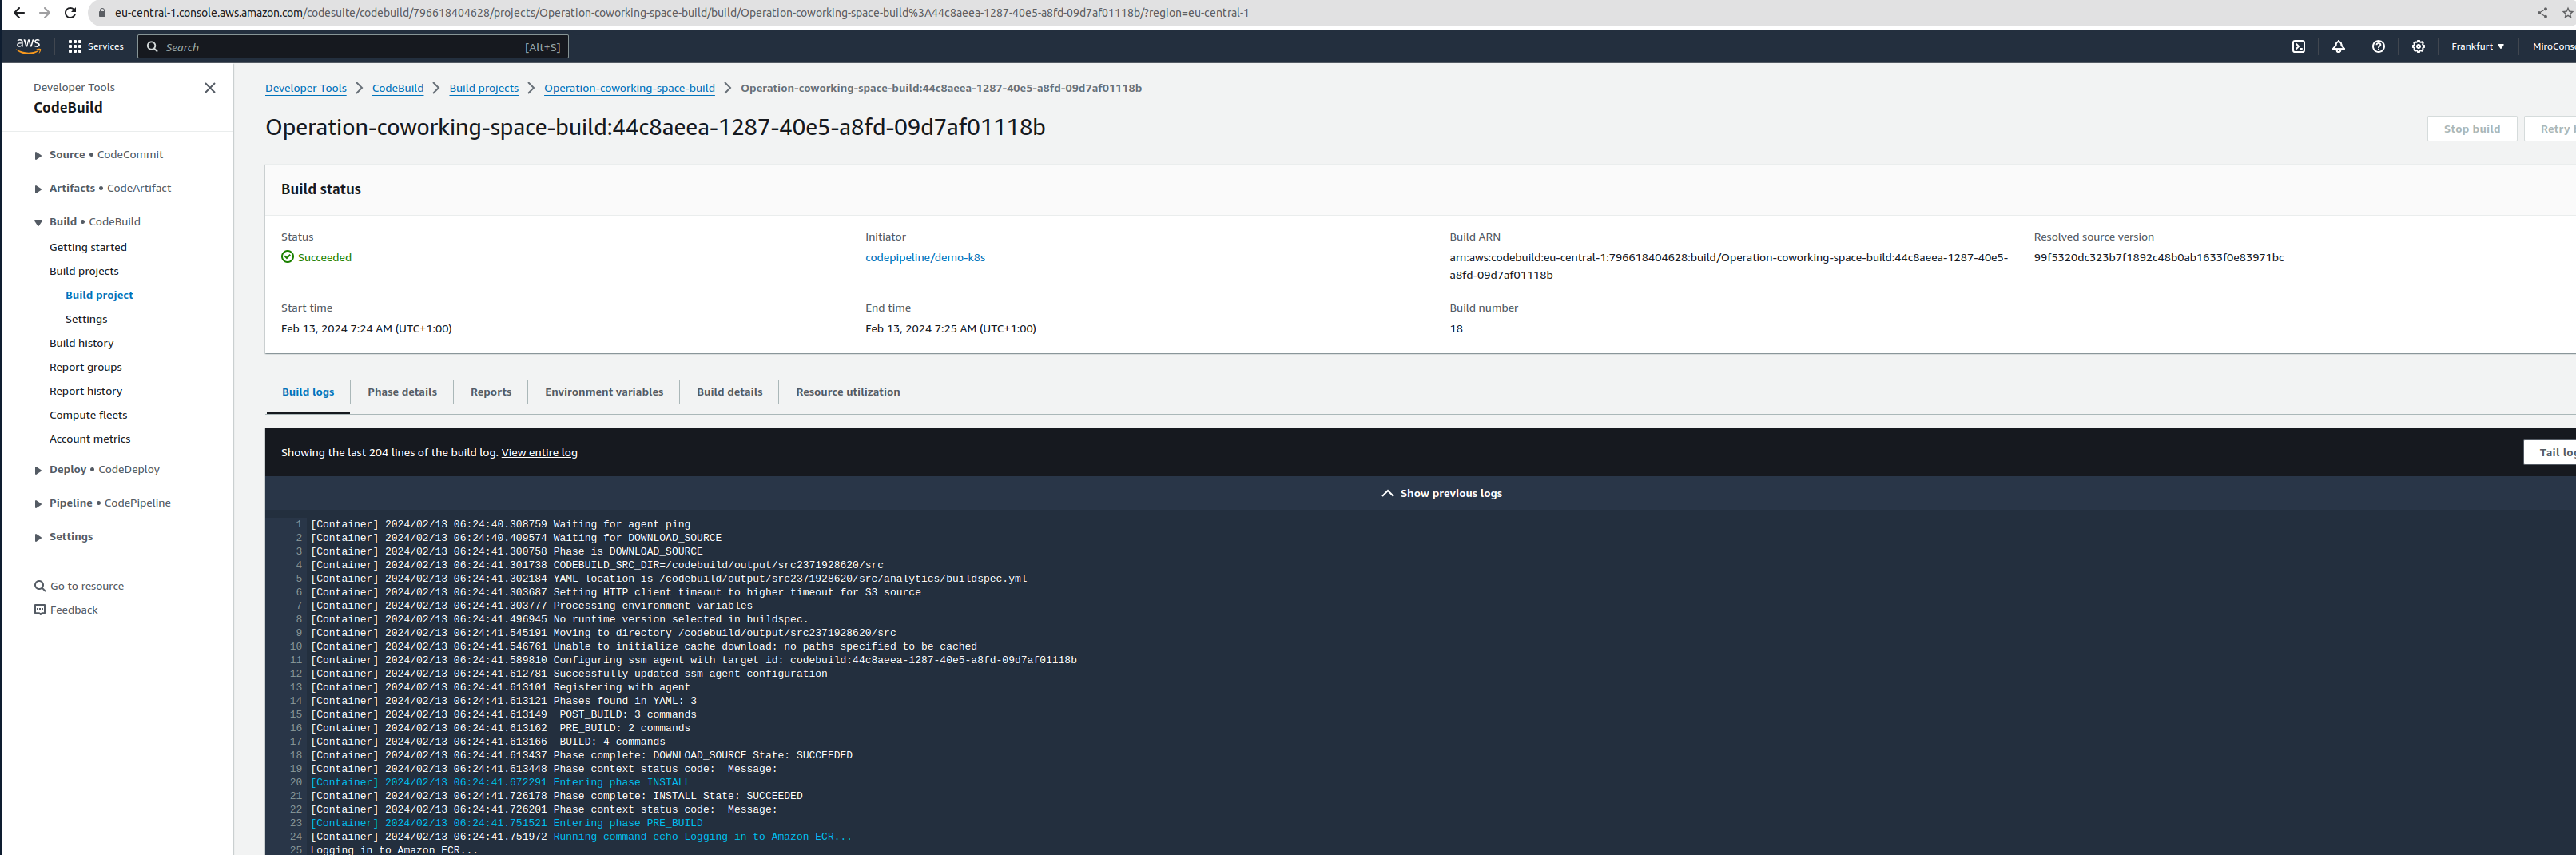 eu-central-1.console.aws.amazon.com/codesuite/codebuild/796618404628/projects/Operation-coworking-space-build/build/Operation-coworking-space-build%3A44c8aeea-1287-40e5-a8fd-09d7af01118b/?region=eu-central-1
aws Services Search [Alt+S] Frankfurt ▼ MiroCons
Developer Tools
CodeBuild
Source • CodeCommit
Artifacts • CodeArtifact
Build • CodeBuild
Getting started
Build projects
Build project
Settings
Build history
Report groups
Report history
Compute fleets
Account metrics
Deploy • CodeDeploy
Pipeline • CodePipeline
Settings
Go to resource
Feedback
Developer Tools > CodeBuild > Build projects > Operation-coworking-space-build > Operation-coworking-space-build:44c8aeea-1287-40e5-a8fd-09d7af01118b
Operation-coworking-space-build:44c8aeea-1287-40e5-a8fd-09d7af01118b
Stop build Retry
Build status
Status
Succeeded
Initiator
codepipeline/demo-k8s
Build ARN
arn:aws:codebuild:eu-central-1:796618404628:build/Operation-coworking-space-build:44c8aeea-1287-40e5-
a8fd-09d7af01118b
Resolved source version
99f5320dc323b7f1892c48b0ab1633f0e83971bc
Start time
Feb 13, 2024 7:24 AM (UTC+1:00)
End time
Feb 13, 2024 7:25 AM (UTC+1:00)
Build number
18
Build logs Phase details Reports Environment variables Build details Resource utilization
Showing the last 204 lines of the build log. View entire log
Tail log
Show previous logs
1 [Container] 2024/02/13 06:24:40.308759 Waiting for agent ping
2 [Container] 2024/02/13 06:24:40.409574 Waiting for DOWNLOAD_SOURCE
3 [Container] 2024/02/13 06:24:41.300758 Phase is DOWNLOAD_SOURCE
4 [Container] 2024/02/13 06:24:41.301738 CODEBUILD_SRC_DIR=/codebuild/output/src2371928620/src
5 [Container] 2024/02/13 06:24:41.302184 YAML location is /codebuild/output/src2371928620/src/analytics/buildspec.yml
6 [Container] 2024/02/13 06:24:41.303687 Setting HTTP client timeout to higher timeout for S3 source
7 [Container] 2024/02/13 06:24:41.303777 Processing environment variables
8 [Container] 2024/02/13 06:24:41.496945 No runtime version selected in buildspec.
9 [Container] 2024/02/13 06:24:41.545191 Moving to directory /codebuild/output/src2371928620/src
10 [Container] 2024/02/13 06:24:41.546761 Unable to initialize cache download: no paths specified to be cached
11 [Container] 2024/02/13 06:24:41.589810 Configuring ssm agent with target id: codebuild:44c8aeea-1287-40e5-a8fd-09d7af01118b
12 [Container] 2024/02/13 06:24:41.612781 Successfully updated ssm agent configuration
13 [Container] 2024/02/13 06:24:41.613101 Registering with agent
14 [Container] 2024/02/13 06:24:41.613121 Phases found in YAML: 3
15 [Container] 2024/02/13 06:24:41.613149  POST_BUILD: 3 commands
16 [Container] 2024/02/13 06:24:41.613162  PRE_BUILD: 2 commands
17 [Container] 2024/02/13 06:24:41.613166  BUILD: 4 commands
18 [Container] 2024/02/13 06:24:41.613437 Phase complete: DOWNLOAD_SOURCE State: SUCCEEDED
19 [Container] 2024/02/13 06:24:41.613448 Phase context status code:  Message:
20 [Container] 2024/02/13 06:24:41.672291 Entering phase INSTALL
21 [Container] 2024/02/13 06:24:41.726178 Phase complete: INSTALL State: SUCCEEDED
22 [Container] 2024/02/13 06:24:41.726201 Phase context status code:  Message:
23 [Container] 2024/02/13 06:24:41.751521 Entering phase PRE_BUILD
24 [Container] 2024/02/13 06:24:41.751972 Running command echo Logging in to Amazon ECR...
25 Logging in to Amazon ECR...